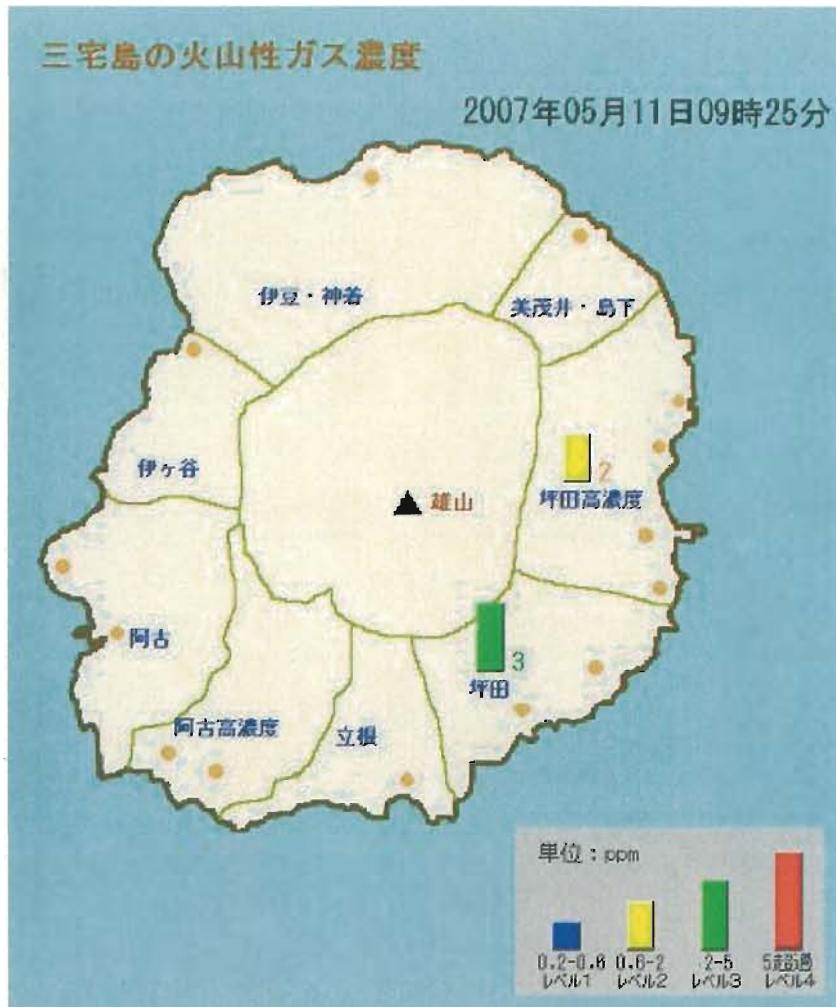 三宅島の火山性ガス濃度
2007年05月11日09時25分
伊豆・神着
美茂井・島下
伊ヶ谷
2
坪田高濃度
▲雄山
阿古
3
坪田
阿古高濃度
立根
単位：ppm
0.2-0.6 0.6-2 2-5
レベル1 レベル2 レベル3 レベル4